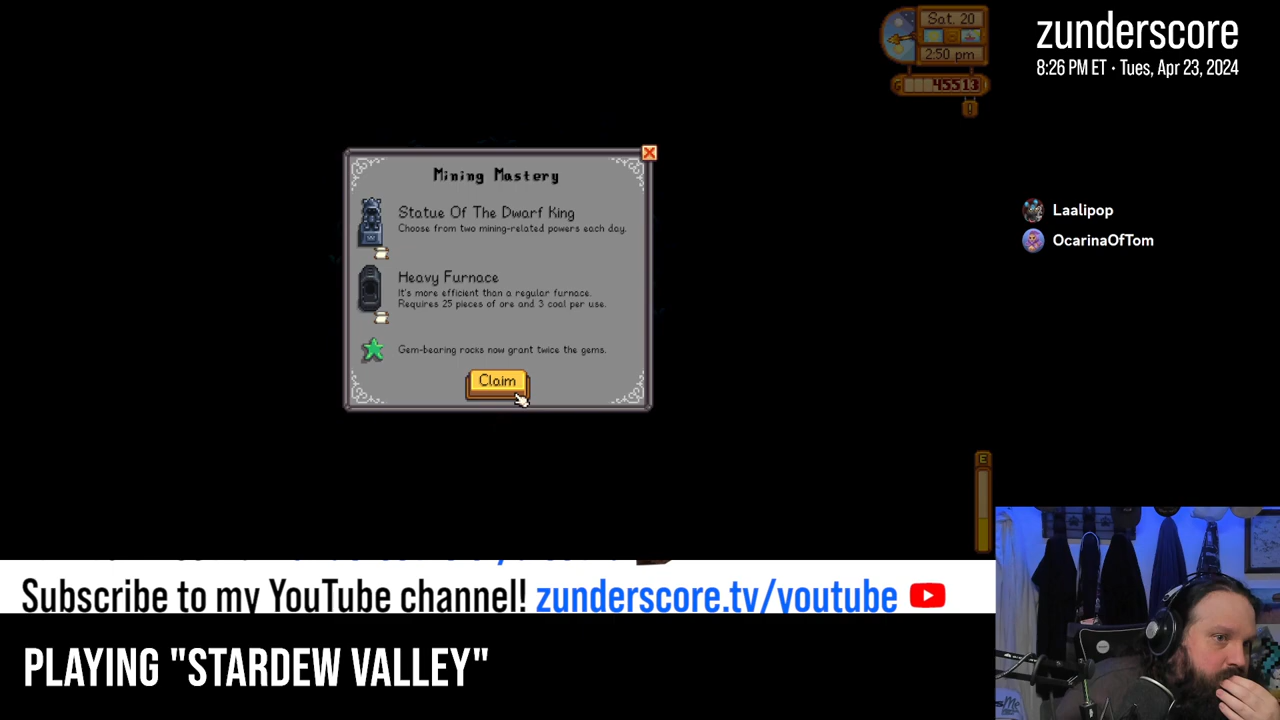 Sat. 20
2:50 pm
45513
zunderscore
8:26 PM ET • Tues, Apr 23, 2024
Mining Mastery
Statue Of The Dwarf King
Choose from two mining-related powers each day.
Heavy Furnace
It's more efficient than a regular furnace.
Requires 25 pieces of ore and 3 coal per use.
Gem-bearing rocks now grant twice the gems.
Claim
Laalipop
OcarinaOfTom
E
Subscribe to my YouTube channel! zunderscore.tv/youtube
PLAYING "STARDEW VALLEY"